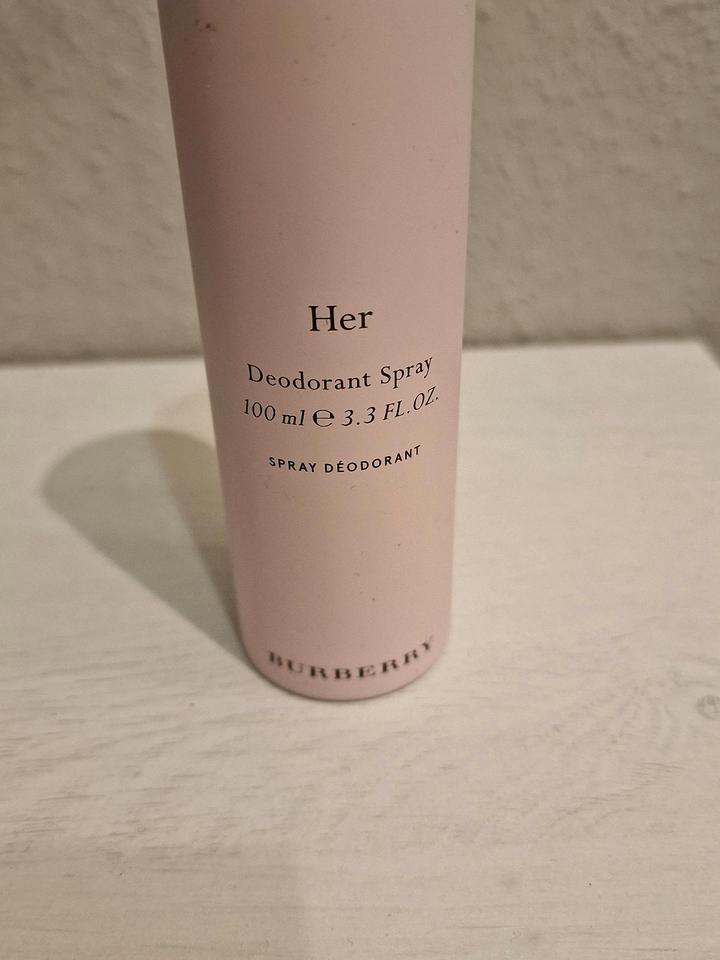 Her
Deodorant Spray
100 ml ℮ 3.3 FL.OZ.
SPRAY DÉODORANT
BURBERRY